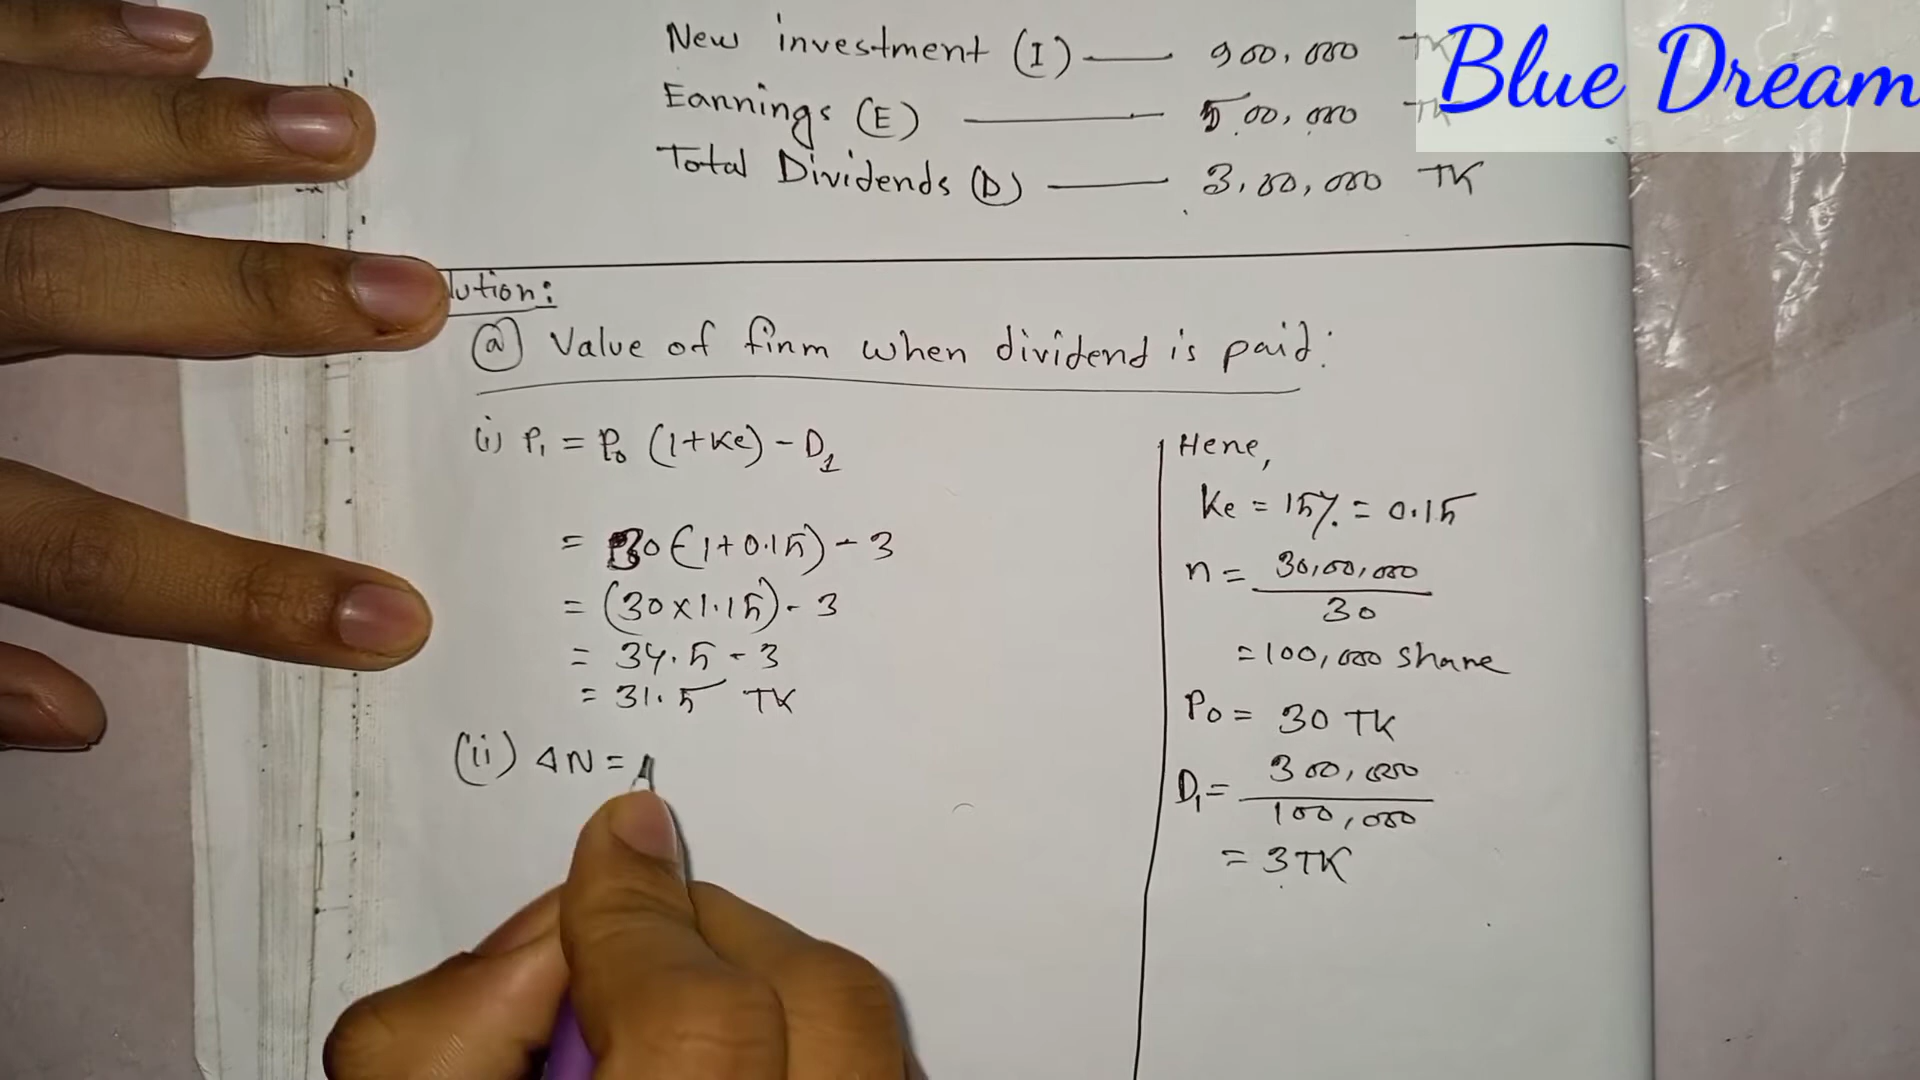 New investment (I) — 900,000 TK
Earnings (E) — 500,000 TK
Total Dividends (D) — 3,00,000 TK
Blue Dream
lution:
(a) Value of firm when dividend is paid:
(i) P₁ = P₀ (1+Ke) - D₁
= 30 (1+0.15) - 3
= (30×1.15) - 3
= 34.5 - 3
= 31.5 TK
(ii) ΔN =
Here,
Ke = 15% = 0.15
n = 30,00,000 / 30
= 100,000 share
P₀ = 30 TK
D₁ = 300,000 / 100,000
= 3 TK